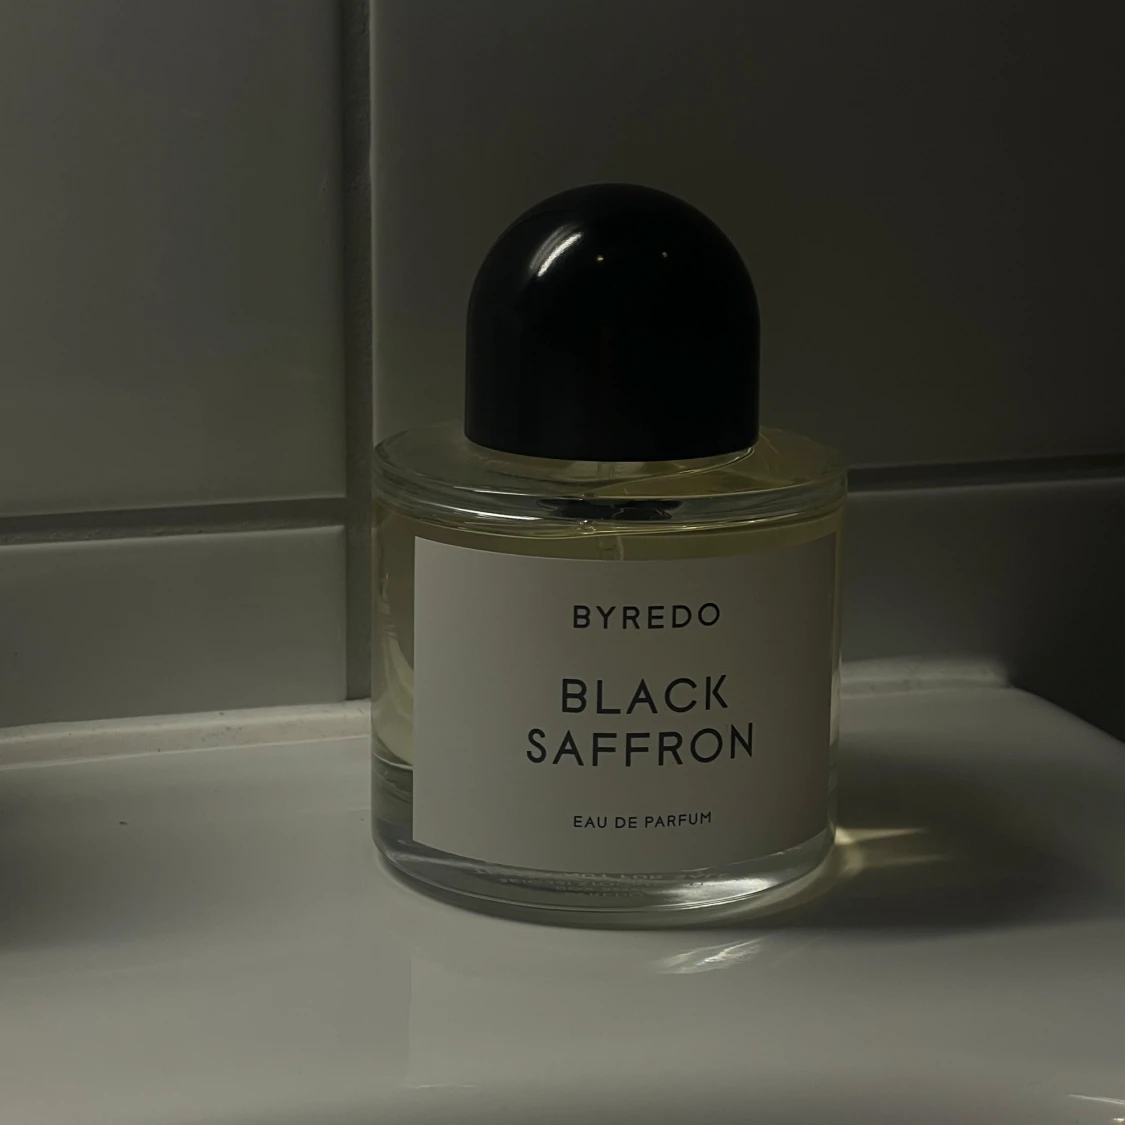 BYREDO
BLACK
SAFFRON
EAU DE PARFUM